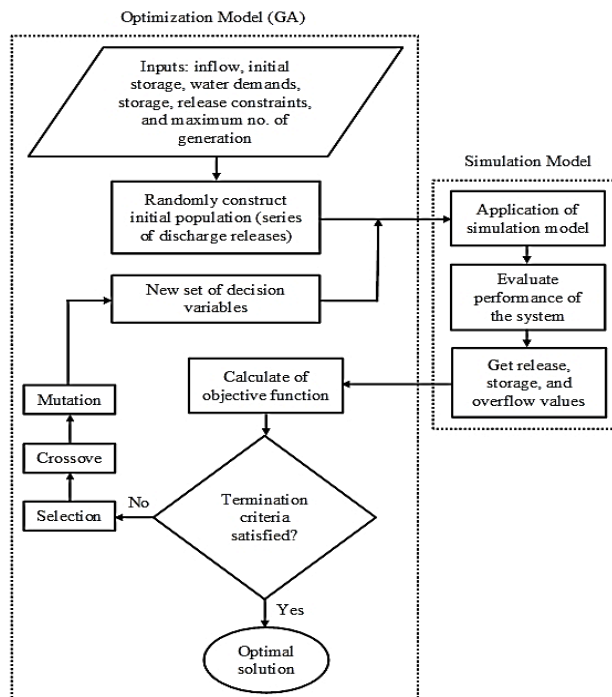 Optimization Model (GA)
Inputs: inflow, initial
storage, water demands,
storage, release constraints,
and maximum no. of
generation
Simulation Model
Randomly construct
initial population (series
of discharge releases)
Application of
simulation model
New set of decision
variables
Evaluate
performance of
the system
Calculate of
objective function
Get release,
storage, and
overflow values
Mutation
Crossove
Selection
No
Termination
criteria
satisfied?
Yes
Optimal
solution